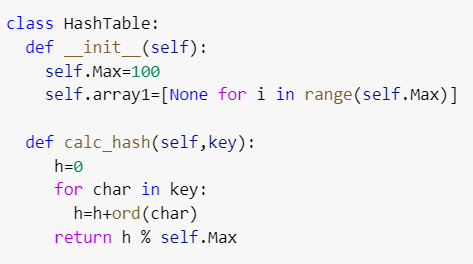 class HashTable:
  def __init__(self):
    self.Max=100
    self.array1=[None for i in range(self.Max)]

  def calc_hash(self,key):
     h=0
     for char in key:
       h=h+ord(char)
     return h % self.Max